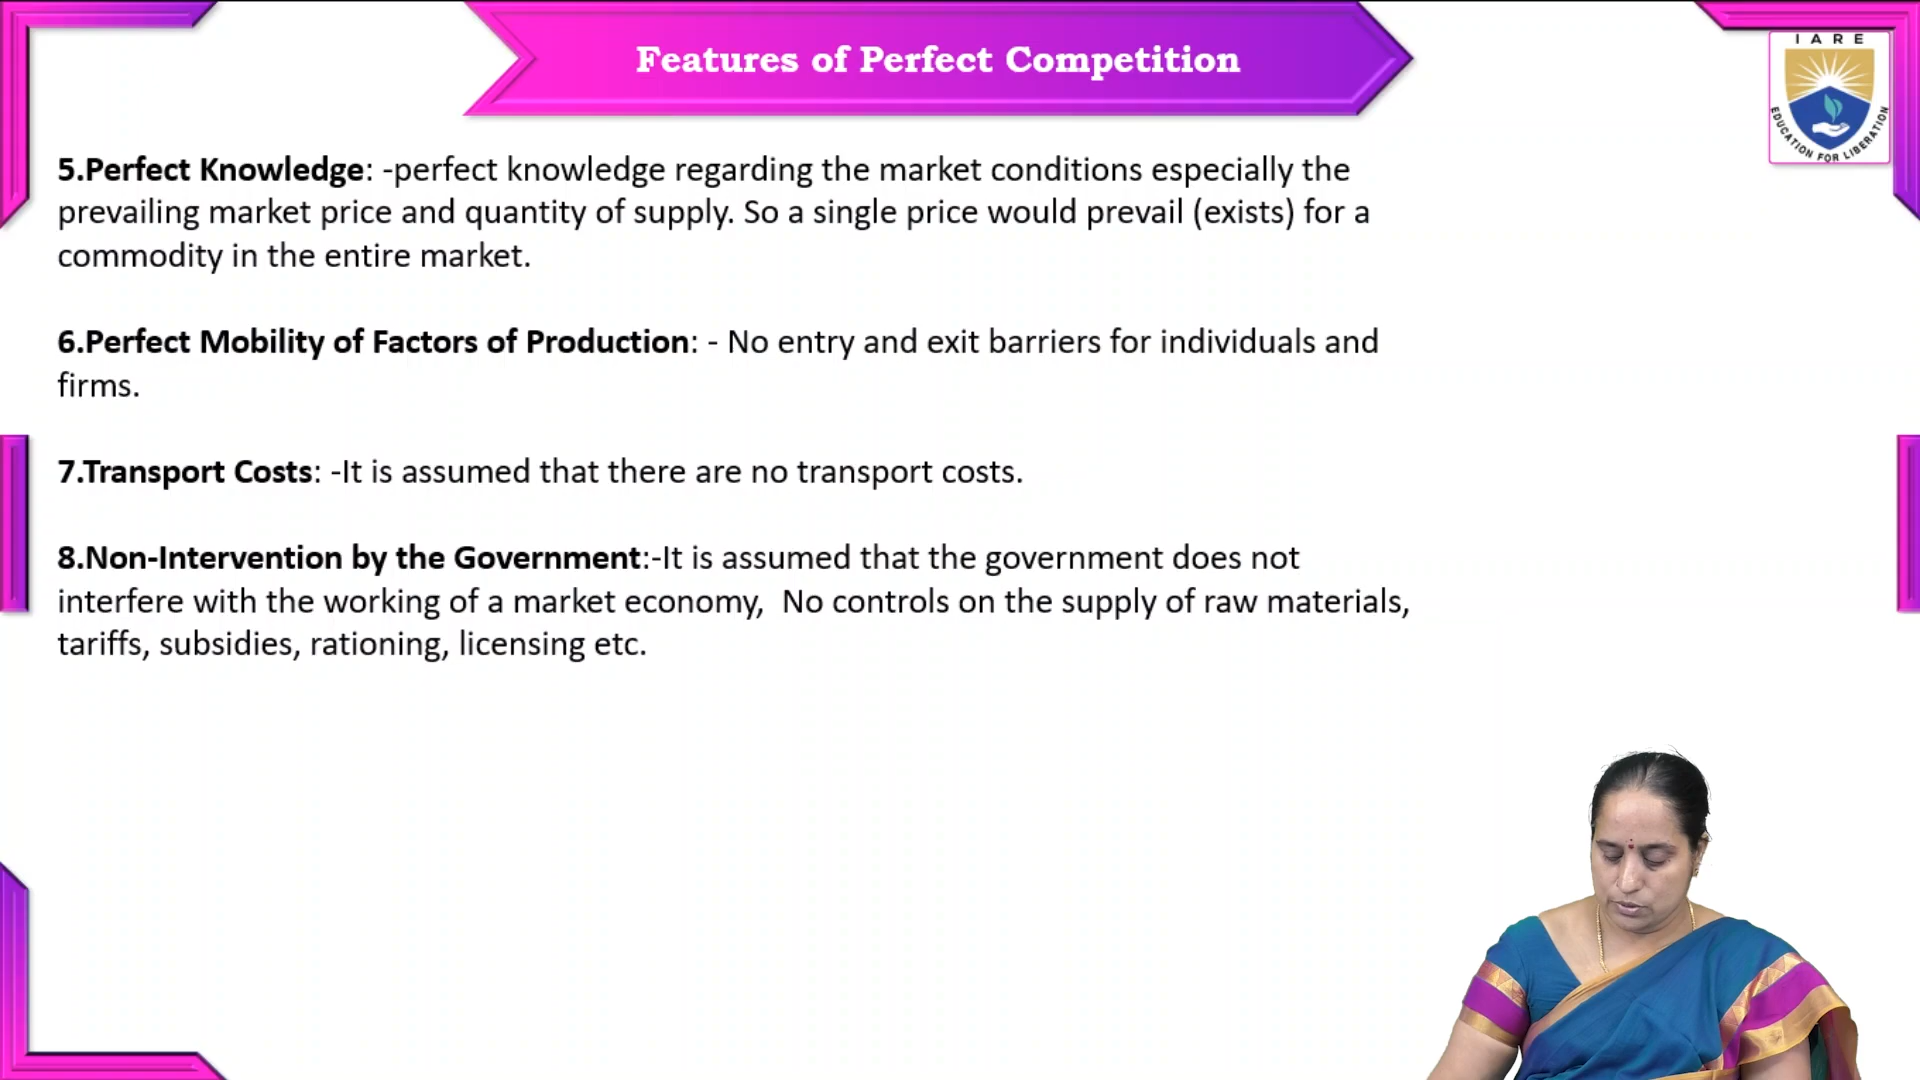 Features of Perfect Competition
I A R E
EDUCATION FOR LIBERATION
5.Perfect Knowledge: -perfect knowledge regarding the market conditions especially the
prevailing market price and quantity of supply. So a single price would prevail (exists) for a
commodity in the entire market.
6.Perfect Mobility of Factors of Production: - No entry and exit barriers for individuals and
firms.
7.Transport Costs: -It is assumed that there are no transport costs.
8.Non-Intervention by the Government:-It is assumed that the government does not
interfere with the working of a market economy,  No controls on the supply of raw materials,
tariffs, subsidies, rationing, licensing etc.